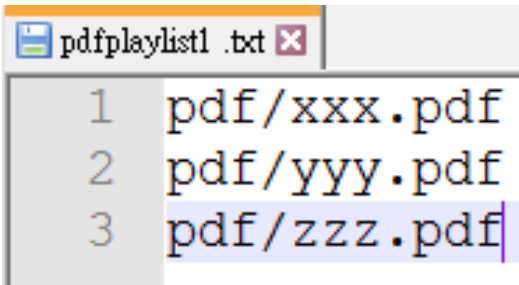 pdfplaylist1 .txt
1 pdf/xxx.pdf
2 pdf/yyy.pdf
3 pdf/zzz.pdf